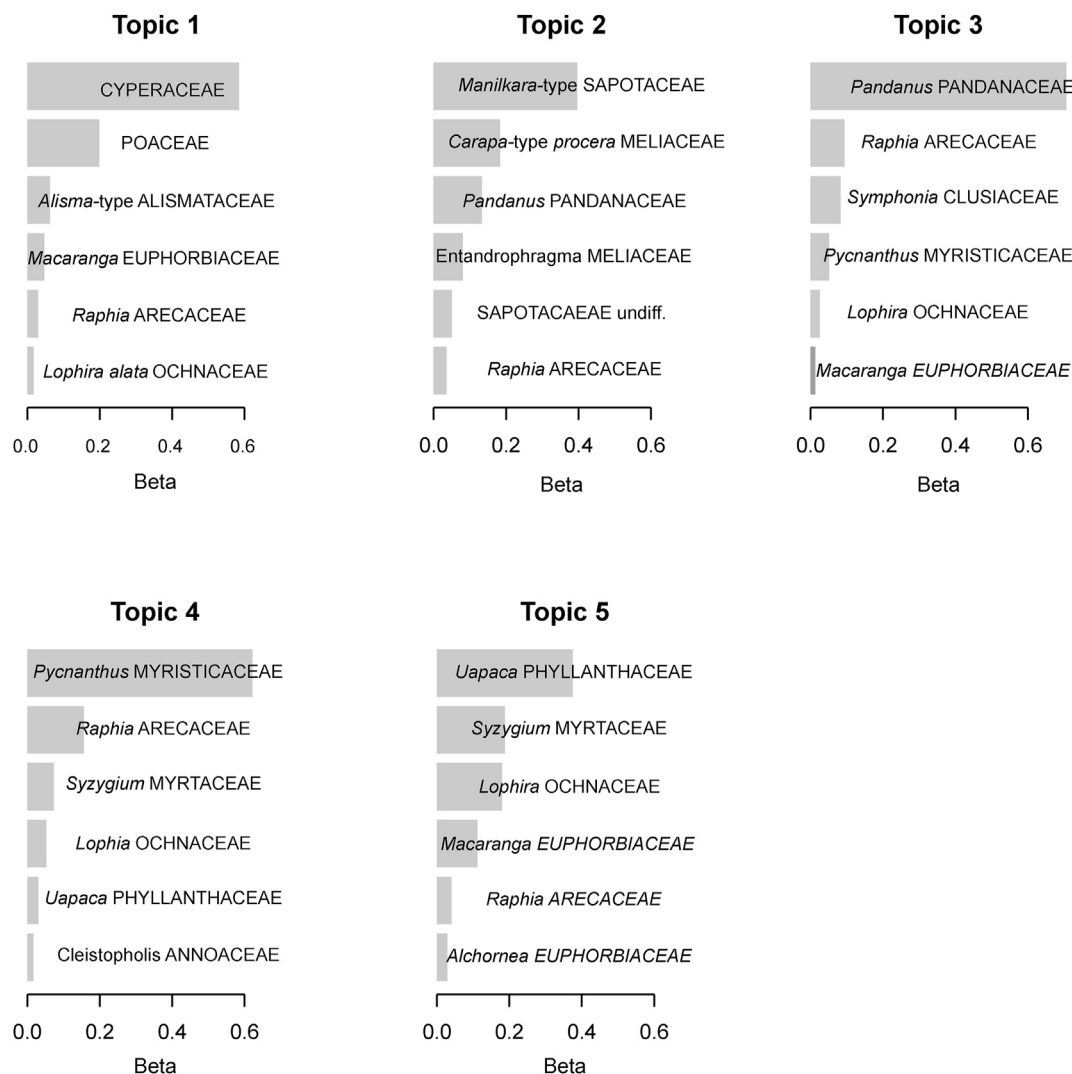 Topic 1
CYPERACEAE
POACEAE
Alisma-type ALISMATACEAE
Macaranga EUPHORBIACEAE
Raphia ARECACEAE
Lophira alata OCHNACEAE
0.0 0.2 0.4 0.6
Beta
Topic 2
Manilkara-type SAPOTACEAE
Carapa-type procera MELIACEAE
Pandanus PANDANACEAE
Entandrophragma MELIACEAE
SAPOTACAEAE undiff.
Raphia ARECACEAE
0.0 0.2 0.4 0.6
Beta
Topic 3
Pandanus PANDANACEAE
Raphia ARECACEAE
Symphonia CLUSIACEAE
Pycnanthus MYRISTICACEAE
Lophira OCHNACEAE
Macaranga EUPHORBIACEAE
0.0 0.2 0.4 0.6
Beta
Topic 4
Pycnanthus MYRISTICACEAE
Raphia ARECACEAE
Syzygium MYRTACEAE
Lophia OCHNACEAE
Uapaca PHYLLANTHACEAE
Cleistopholis ANNOACEAE
0.0 0.2 0.4 0.6
Beta
Topic 5
Uapaca PHYLLANTHACEAE
Syzygium MYRTACEAE
Lophira OCHNACEAE
Macaranga EUPHORBIACEAE
Raphia ARECACEAE
Alchornea EUPHORBIACEAE
0.0 0.2 0.4 0.6
Beta